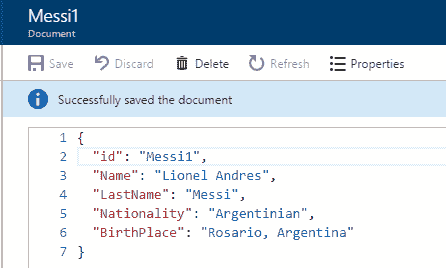 Messi1
Document
Save Discard Delete Refresh Properties
Successfully saved the document
1 {
2 "id": "Messi1",
3 "Name": "Lionel Andres",
4 "LastName": "Messi",
5 "Nationality": "Argentinian",
6 "BirthPlace": "Rosario, Argentina"
7 }